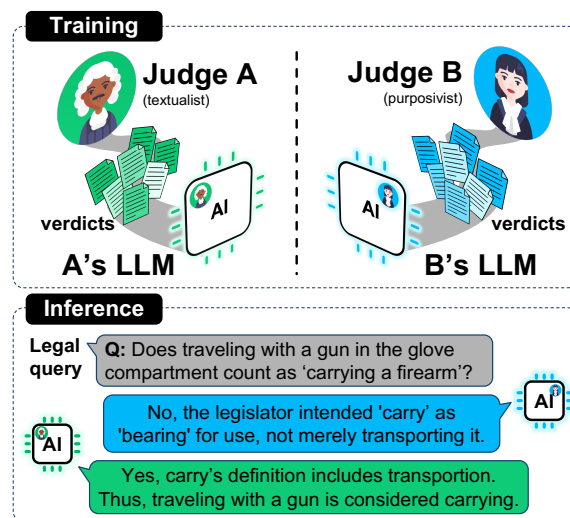 Training
Judge A
(textualist)
Judge B
(purposivist)
AI
AI
verdicts
verdicts
A's LLM
B's LLM
Inference
Legal
query
Q: Does traveling with a gun in the glove
compartment count as ‘carrying a firearm’?
No, the legislator intended 'carry’ as
'bearing' for use, not merely transporting it.
AI
AI
Yes, carry’s definition includes transportion.
Thus, traveling with a gun is considered carrying.